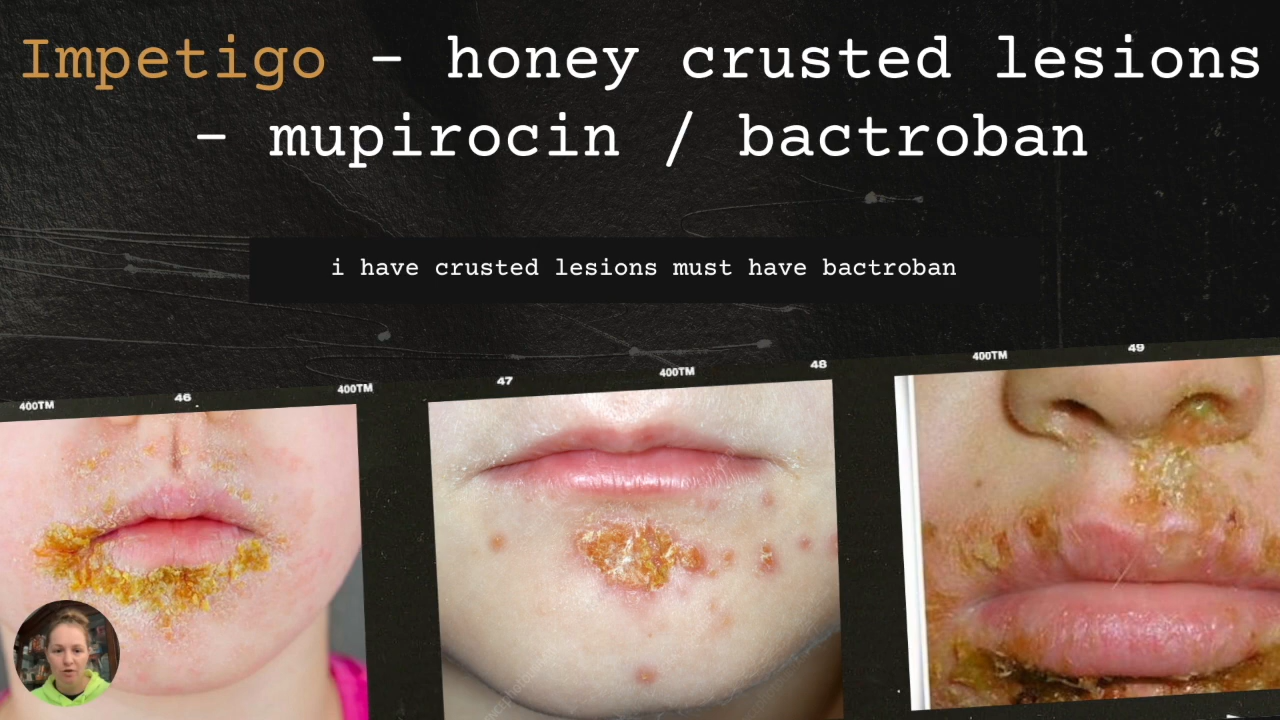 Impetigo – honey crusted lesions
– mupirocin / bactroban
i have crusted lesions must have bactroban
400TM
46
400TM
47
400TM
48
400TM
49